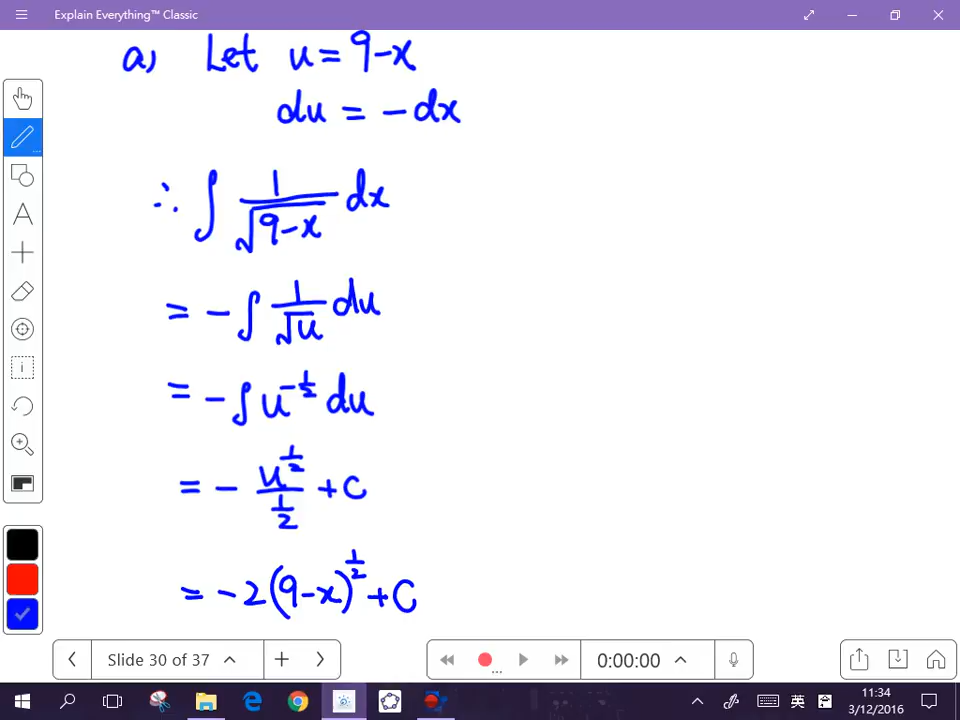 Explain Everything™ Classic
a) Let u = 9-x
du = -dx
∴ ∫ 1/√(9-x) dx
= -∫ 1/√u du
= -∫ u^(-1/2) du
= - u^(1/2)/(1/2) + C
= -2(9-x)^(1/2) + C
Slide 30 of 37
0:00:00
英
11:34
3/12/2016